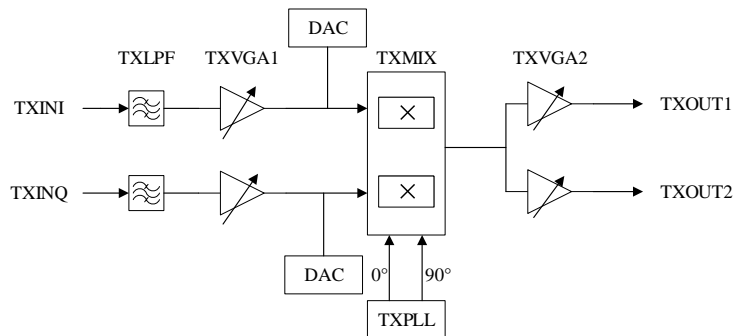 DAC
TXLPF
TXVGA1
TXMIX
TXVGA2
TXINI
TXOUT1
TXINQ
TXOUT2
DAC
0°
90°
TXPLL